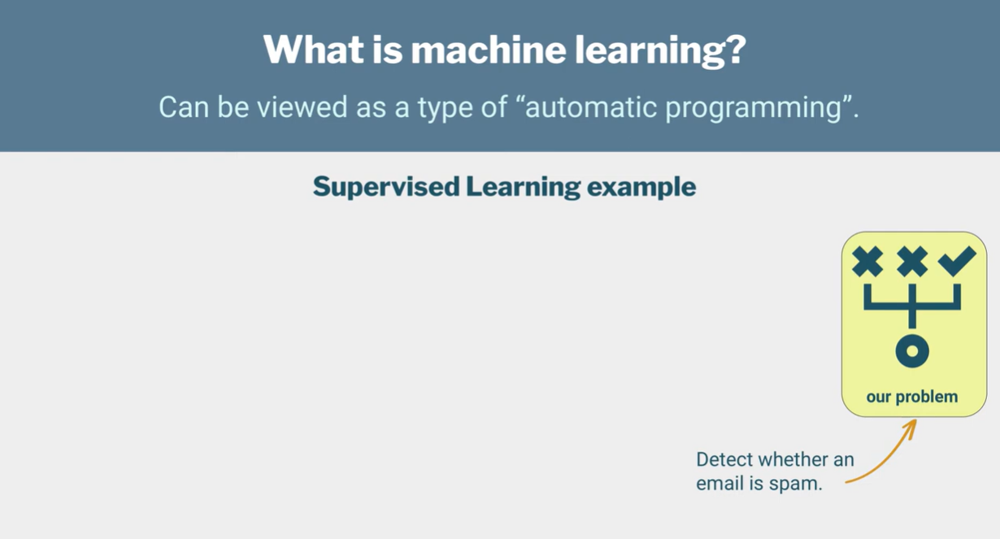 What is machine learning?
Can be viewed as a type of “automatic programming”.
Supervised Learning example
our problem
Detect whether an
email is spam.